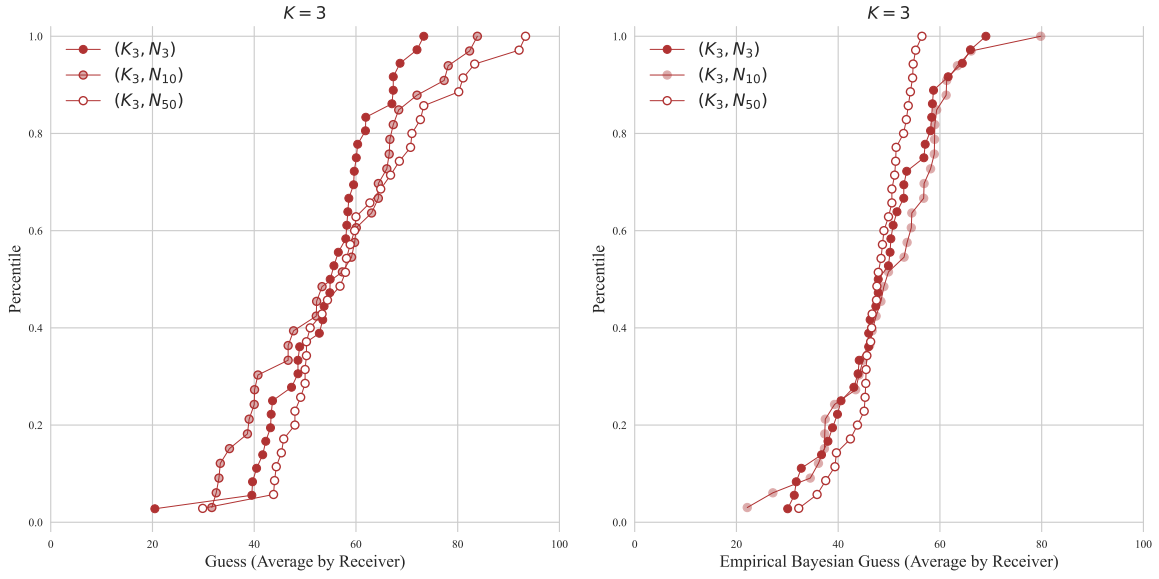 K = 3
(K₃, N₃)
(K₃, N₁₀)
(K₃, N₅₀)
Percentile
1.0
0.8
0.6
0.4
0.2
0.0
0 20 40 60 80 100
Guess (Average by Receiver)
K = 3
(K₃, N₃)
(K₃, N₁₀)
(K₃, N₅₀)
Percentile
1.0
0.8
0.6
0.4
0.2
0.0
0 20 40 60 80 100
Empirical Bayesian Guess (Average by Receiver)